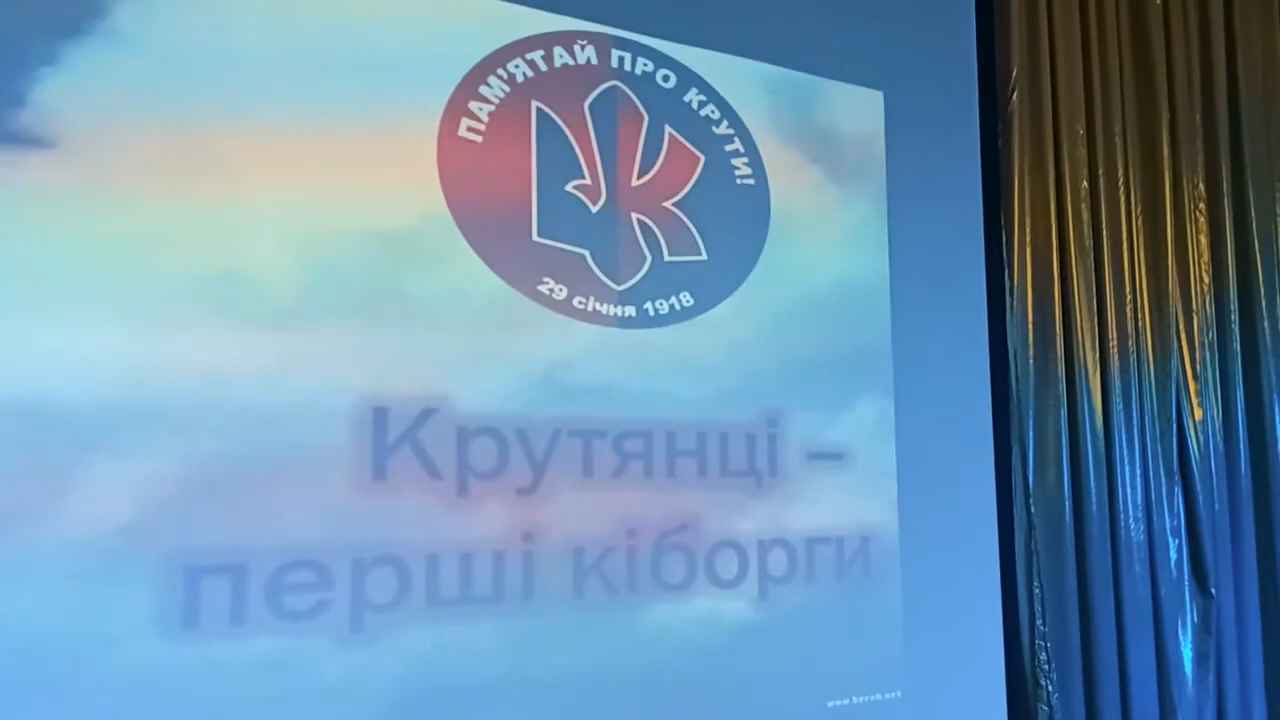 ПАМ'ЯТАЙ ПРО КРУТИ!
29 січня 1918
Крутянці –
перші кіборги